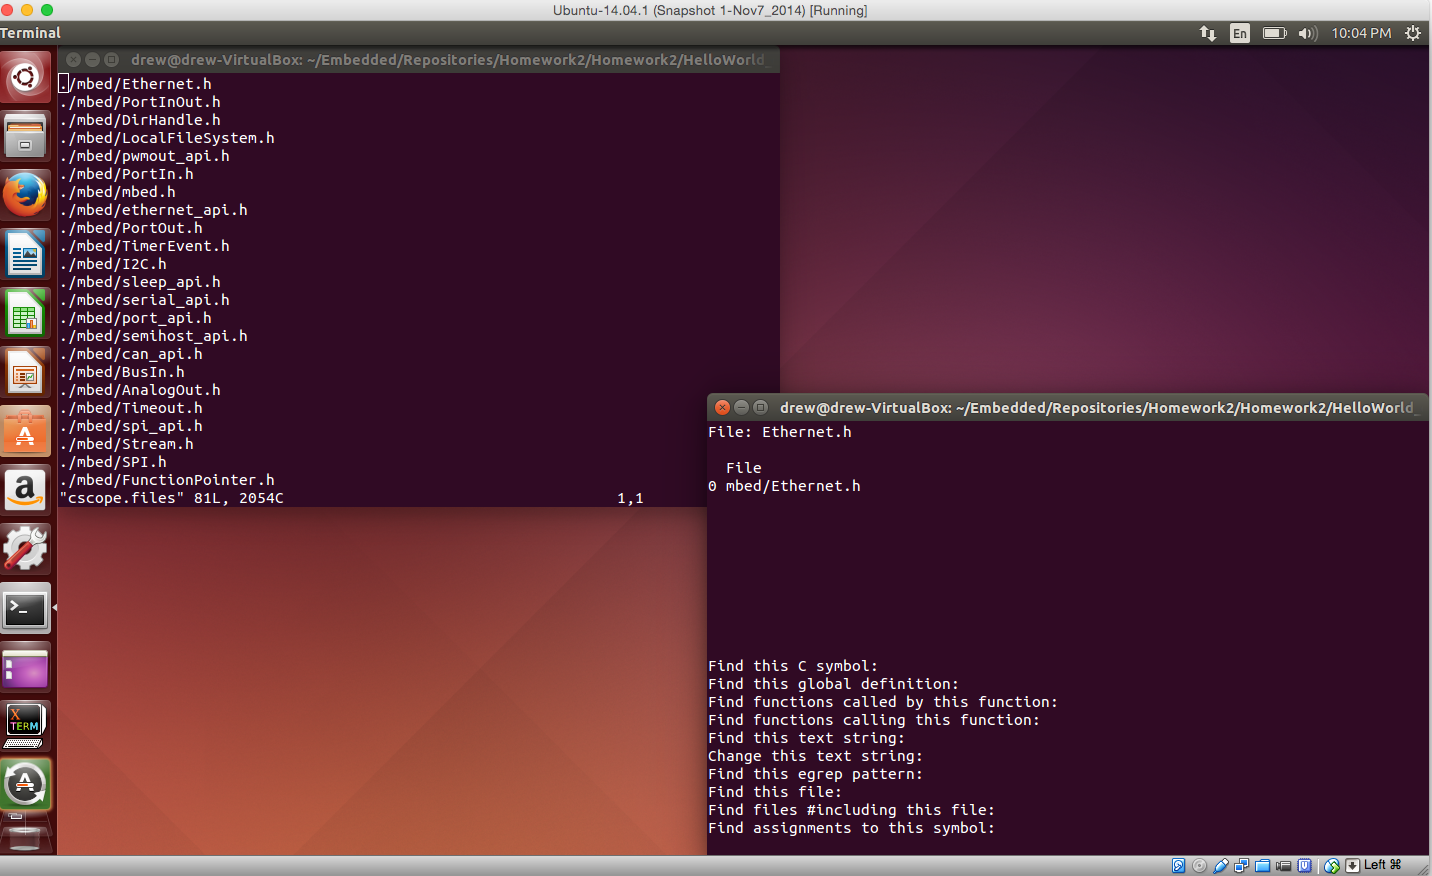 Ubuntu-14.04.1 (Snapshot 1-Nov7_2014) [Running]
Terminal
En
10:04 PM
drew@drew-VirtualBox: ~/Embedded/Repositories/Homework2/Homework2/HelloWorld_
./mbed/Ethernet.h
./mbed/PortInOut.h
./mbed/DirHandle.h
./mbed/LocalFileSystem.h
./mbed/pwmout_api.h
./mbed/PortIn.h
./mbed/mbed.h
./mbed/ethernet_api.h
./mbed/PortOut.h
./mbed/TimerEvent.h
./mbed/I2C.h
./mbed/sleep_api.h
./mbed/serial_api.h
./mbed/port_api.h
./mbed/semihost_api.h
./mbed/can_api.h
./mbed/BusIn.h
./mbed/AnalogOut.h
./mbed/Timeout.h
./mbed/spi_api.h
./mbed/Stream.h
./mbed/SPI.h
./mbed/FunctionPointer.h
"cscope.files" 81L, 2054C 1,1
drew@drew-VirtualBox: ~/Embedded/Repositories/Homework2/Homework2/HelloWorld_
File: Ethernet.h
File
0 mbed/Ethernet.h
Find this C symbol:
Find this global definition:
Find functions called by this function:
Find functions calling this function:
Find this text string:
Change this text string:
Find this egrep pattern:
Find this file:
Find files #including this file:
Find assignments to this symbol:
X
TERM
Left ⌘